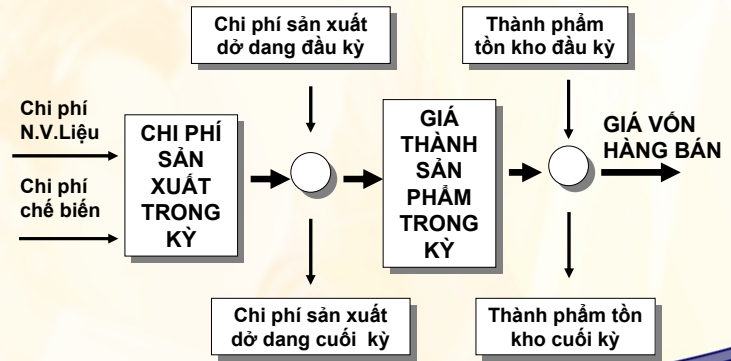 Chi phí sản xuất
dở dang đầu kỳ
Thành phẩm
tồn kho đầu kỳ
Chi phí
N.V.Liệu
Chi phí
chế biến
CHI PHÍ
SẢN
XUẤT
TRONG
KỲ
GIÁ
THÀNH
SẢN
PHẨM
TRONG
KỲ
GIÁ VỐN
HÀNG BÁN
Chi phí sản xuất
dở dang cuối kỳ
Thành phẩm tồn
kho cuối kỳ